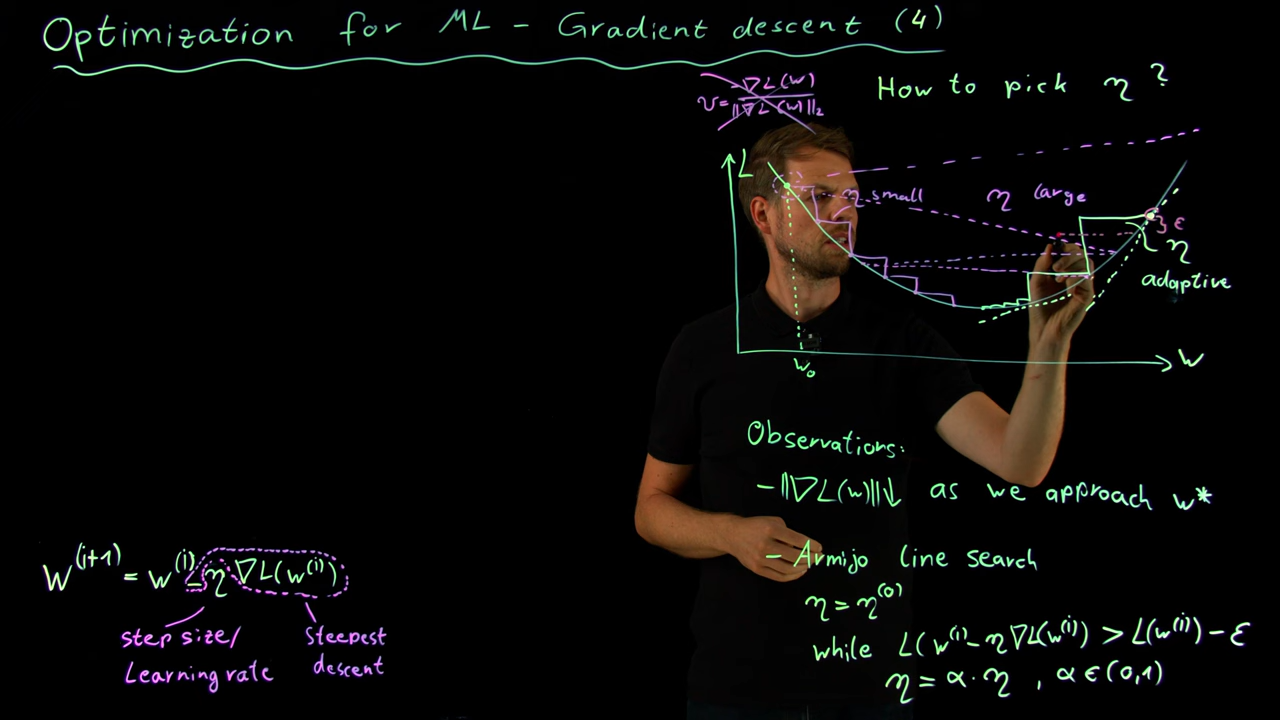 Optimization for ML - Gradient descent (4)
v = -∇L(w) / ||∇L(w)||₂
How to pick η ?
L
η small
η large
} ε
η
adaptive
w₀
w
Observations:
- ||∇L(w)||↓ as we approach w*
- Armijo line search
η = η⁽⁰⁾
while L(w⁽ⁱ⁾ - η∇L(w⁽ⁱ⁾) > L(w⁽ⁱ⁾) - ε
η = α · η , α ∈ (0,1)
w⁽ⁱ⁺¹⁾ = w⁽ⁱ⁾ - η ∇L(w⁽ⁱ⁾)
step size/
Learning rate
steepest
descent